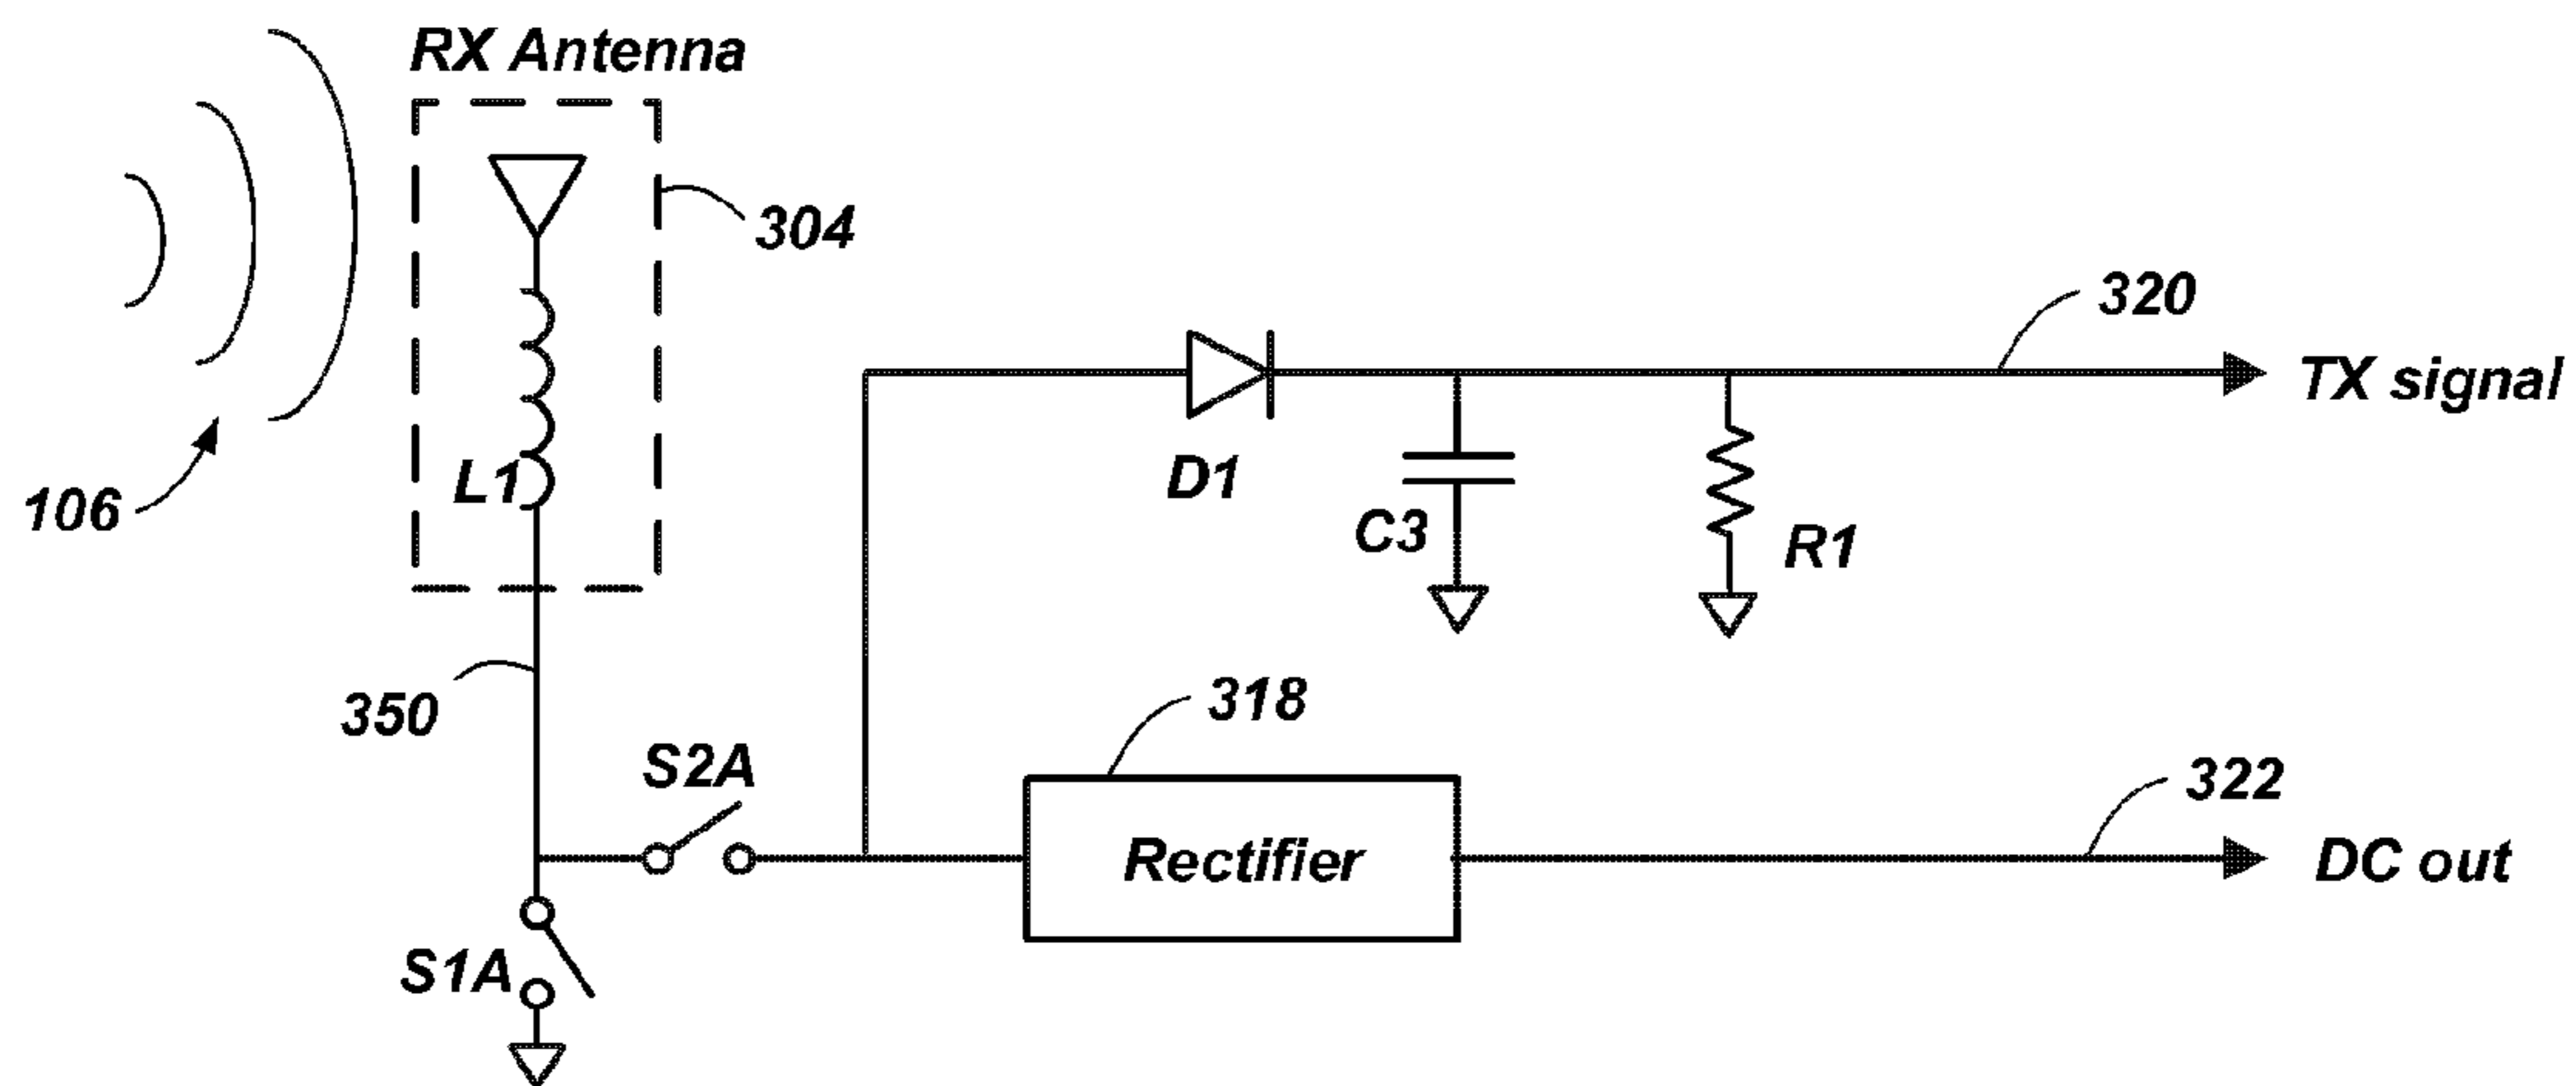 RX Antenna
304
320
TX signal
L1
D1
106
C3
R1
350
318
S2A
322
Rectifier
DC out
S1A